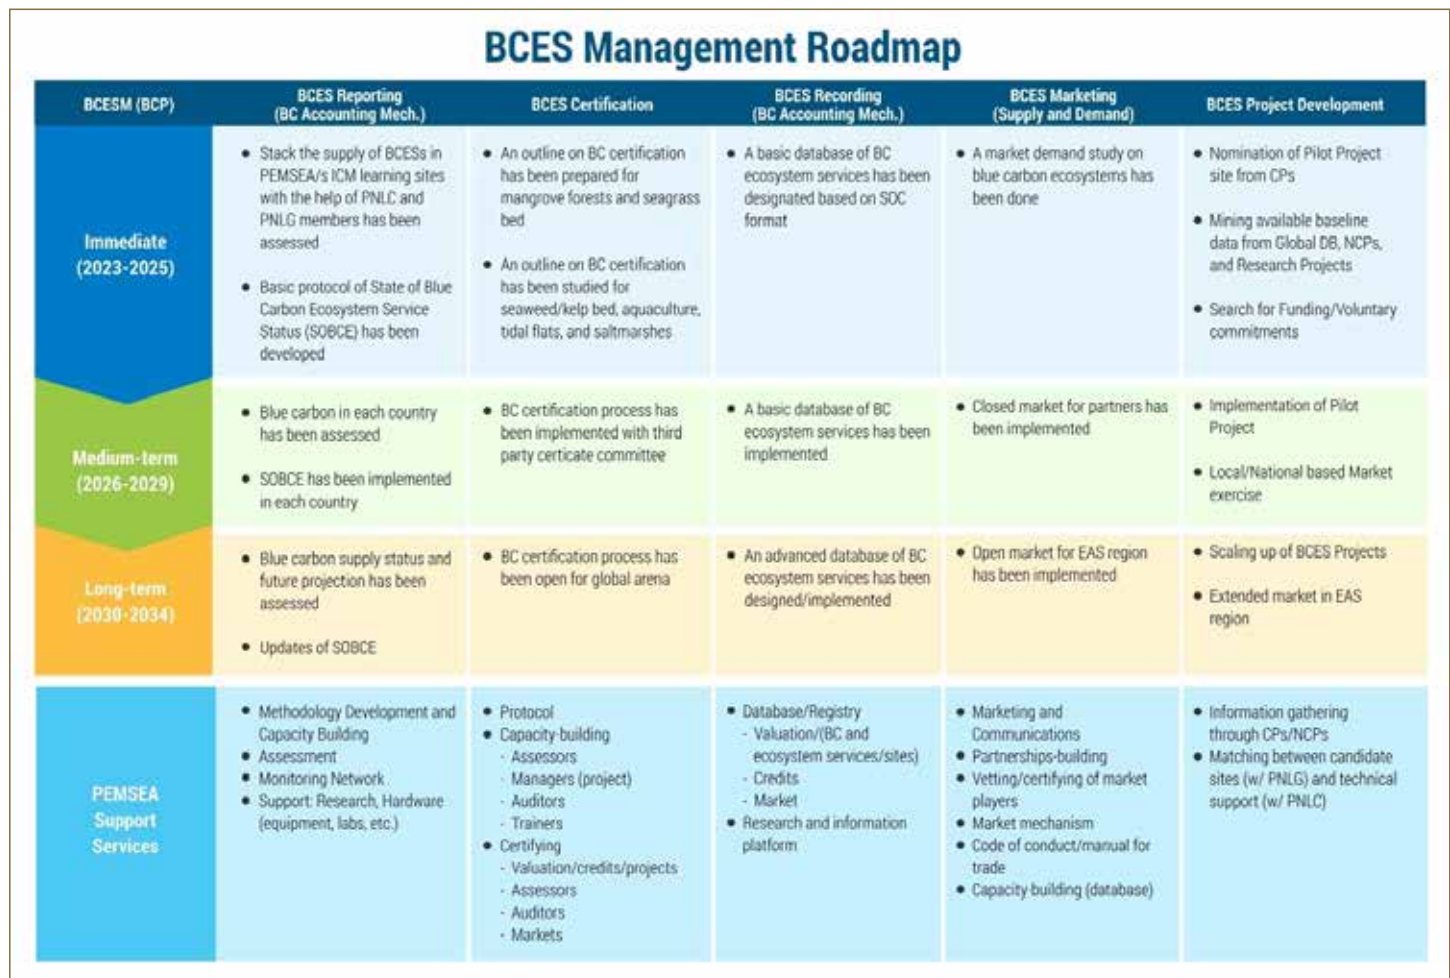 BCES Management Roadmap
BCESM (BCP)
BCES Reporting
(BC Accounting Mech.)
BCES Certification
BCES Recording
(BC Accounting Mech.)
BCES Marketing
(Supply and Demand)
BCES Project Development
Immediate
(2023-2025)
• Stack the supply of BCESs in
PEMSEA/s ICM learning sites
with the help of PNLC and
PNLG members has been
assessed
• Basic protocol of State of Blue
Carbon Ecosystem Service
Status (SOBCE) has been
developed
• An outline on BC certification
has been prepared for
mangrove forests and seagrass
bed
• An outline on BC certification
has been studied for
seaweed/kelp bed, aquaculture,
tidal flats, and saltmarshes
• A basic database of BC
ecosystem services has been
designated based on SOC
format
• A market demand study on
blue carbon ecosystems has
been done
• Nomination of Pilot Project
site from CPs
• Mining available baseline
data from Global DB, NCPs,
and Research Projects
• Search for Funding/Voluntary
commitments
Medium-term
(2026-2029)
• Blue carbon in each country
has been assessed
• SOBCE has been implemented
in each country
• BC certification process has
been implemented with third
party certicate committee
• A basic database of BC
ecosystem services has been
implemented
• Closed market for partners has
been implemented
• Implementation of Pilot
Project
• Local/National based Market
exercise
Long-term
(2030-2034)
• Blue carbon supply status and
future projection has been
assessed
• Updates of SOBCE
• BC certification process has
been open for global arena
• An advanced database of BC
ecosystem services has been
designed/implemented
• Open market for EAS region
has been implemented
• Scaling up of BCES Projects
• Extended market in EAS
region
PEMSEA
Support
Services
• Methodology Development and
Capacity Building
• Assessment
• Monitoring Network
• Support: Research, Hardware
(equipment, labs, etc.)
• Protocol
• Capacity-building
- Assessors
- Managers (project)
- Auditors
- Trainers
• Certifying
- Valuation/credits/projects
- Assessors
- Auditors
- Markets
• Database/Registry
- Valuation/(BC and
ecosystem services/sites)
- Credits
- Market
• Research and information
platform
• Marketing and
Communications
• Partnerships-building
• Vetting/certifying of market
players
• Market mechanism
• Code of conduct/manual for
trade
• Capacity-building (database)
• Information gathering
through CPs/NCPs
• Matching between candidate
sites (w/ PNLG) and technical
support (w/ PNLC)